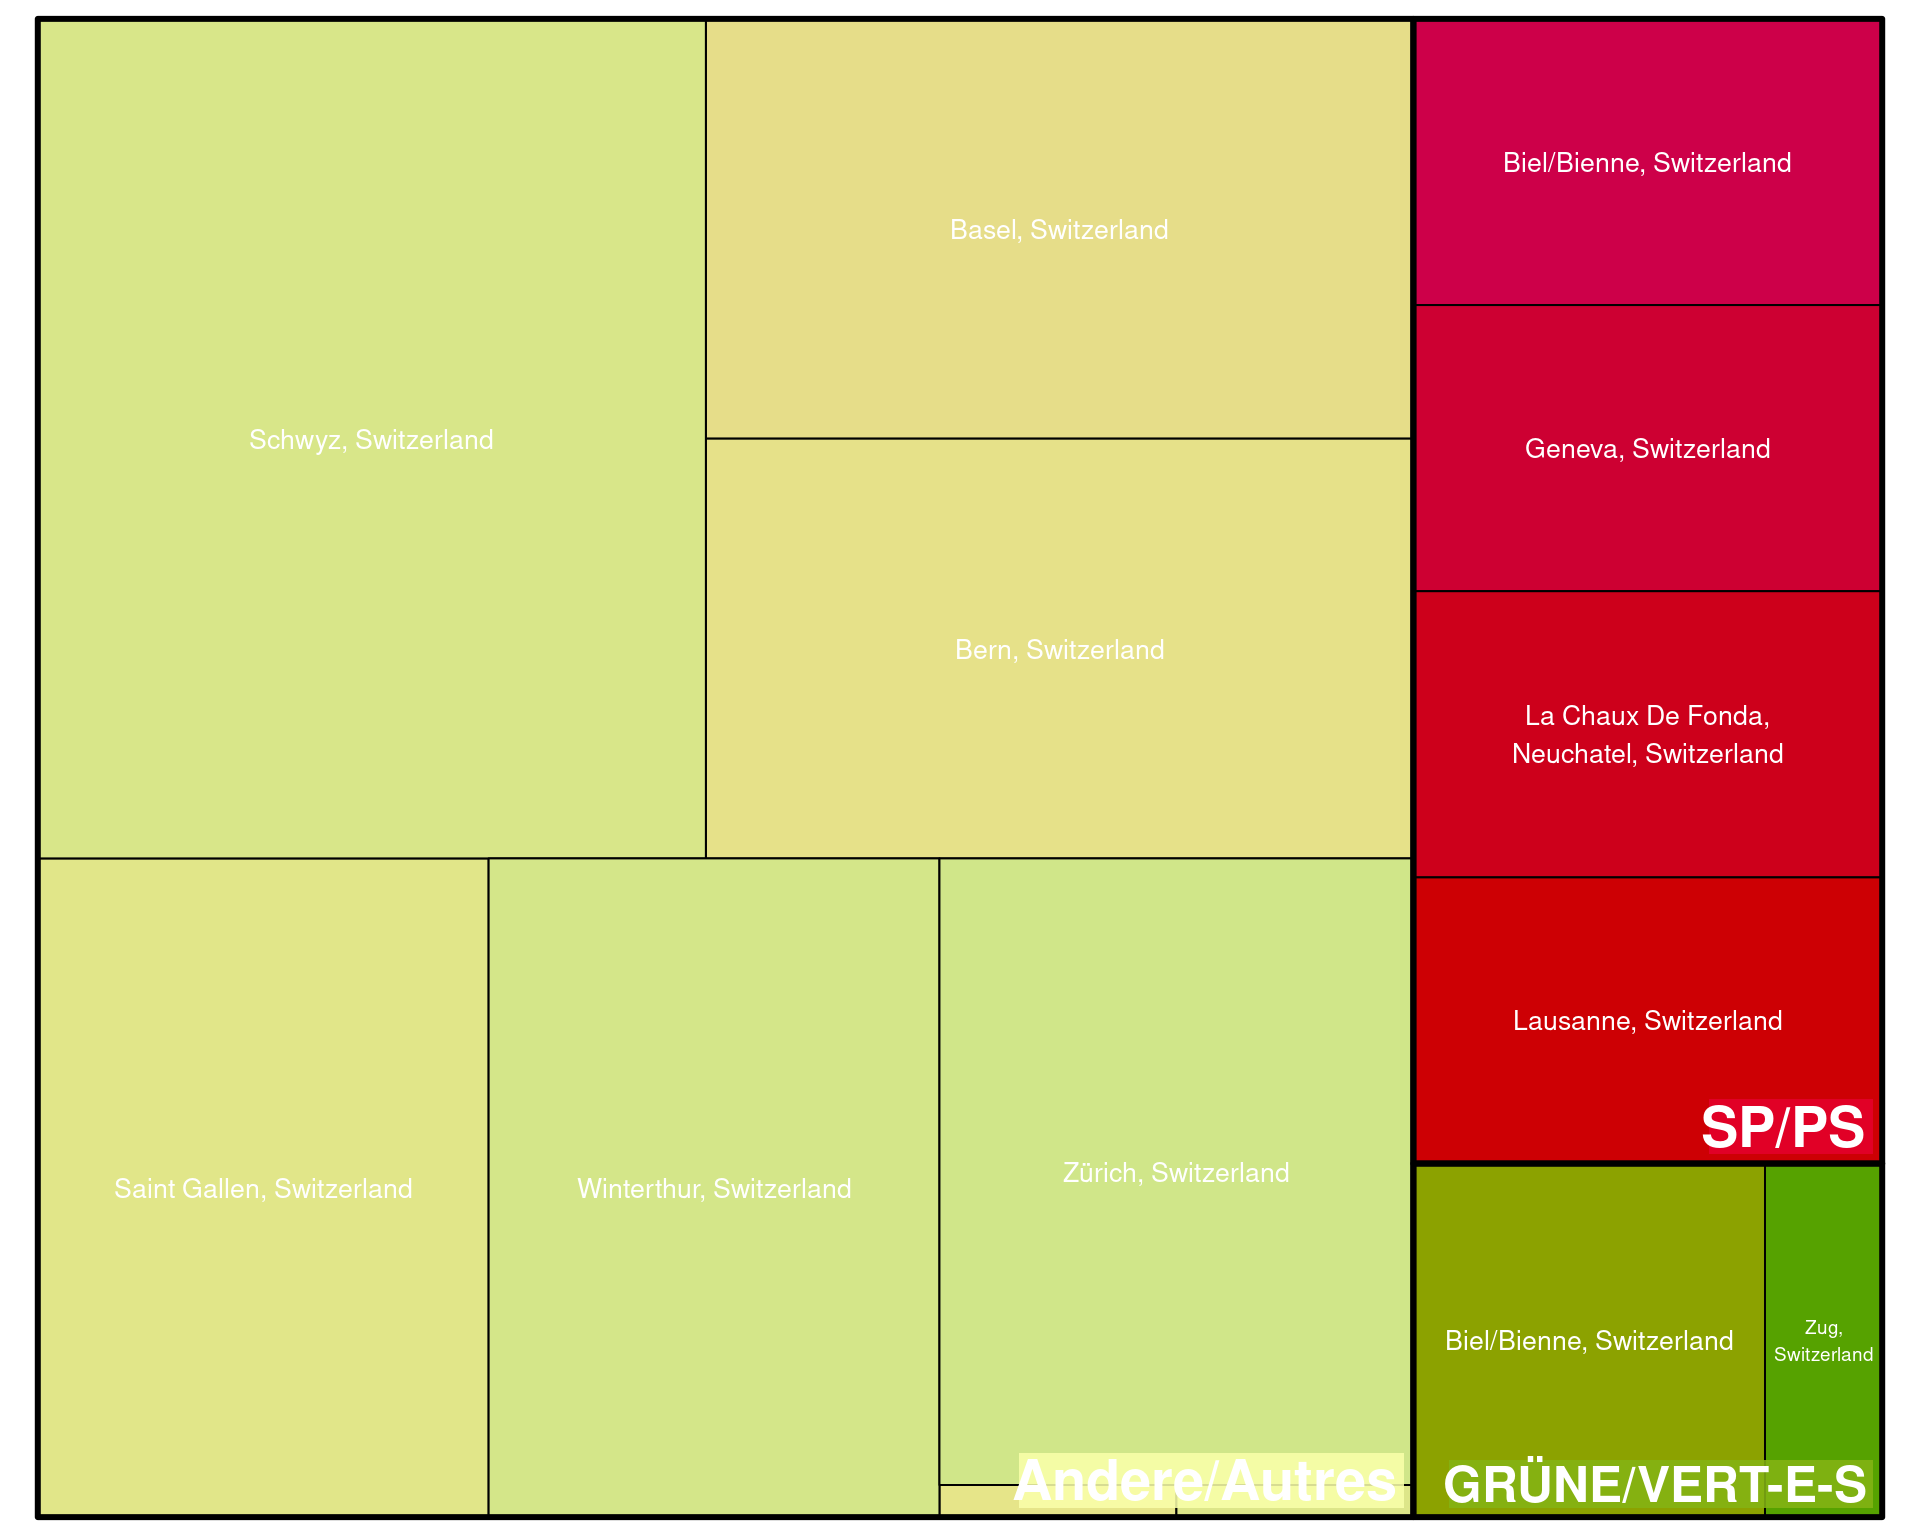 Schwyz, Switzerland
Basel, Switzerland
Bern, Switzerland
Saint Gallen, Switzerland
Winterthur, Switzerland
Zürich, Switzerland
Andere/Autres
Biel/Bienne, Switzerland
Geneva, Switzerland
La Chaux De Fonda,
Neuchatel, Switzerland
Lausanne, Switzerland
SP/PS
Biel/Bienne, Switzerland
Zug,
Switzerland
GRÜNE/VERT-E-S